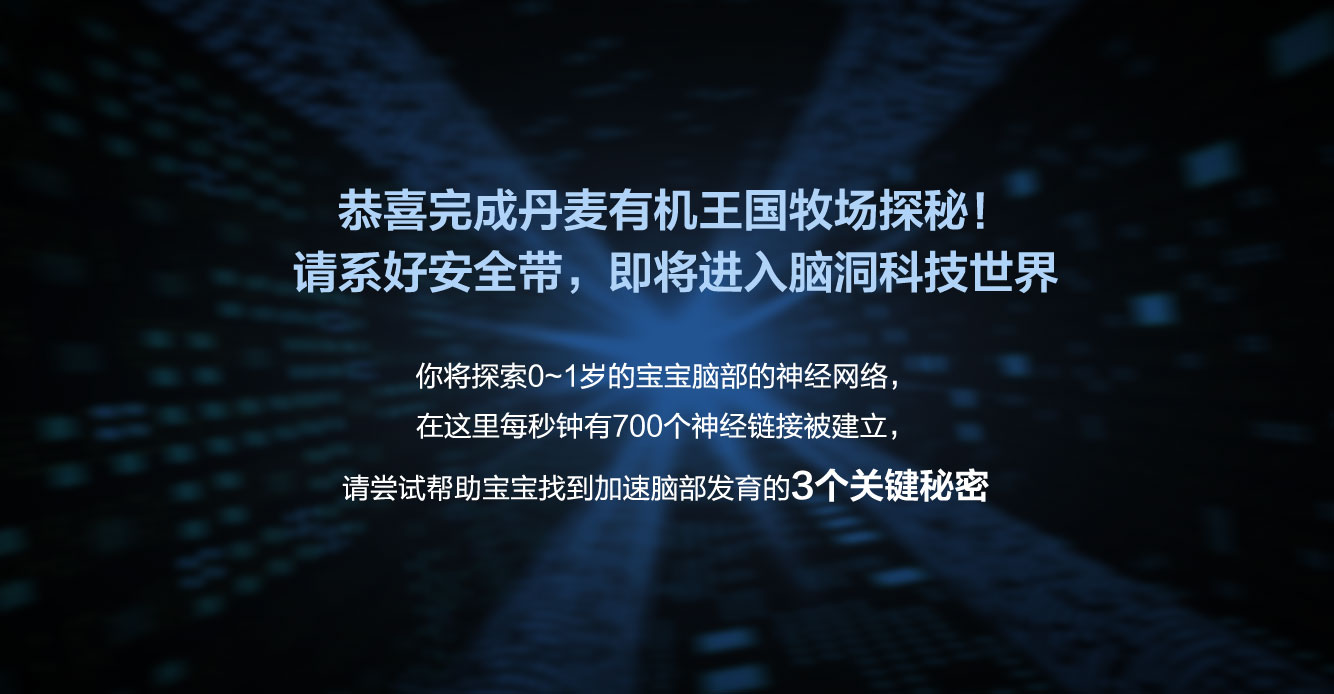 恭喜完成丹麦有机王国牧场探秘！
请系好安全带，即将进入脑洞科技世界
你将探索0~1岁的宝宝脑部的神经网络，
在这里每秒钟有700个神经链接被建立，
请尝试帮助宝宝找到加速脑部发育的3个关键秘密